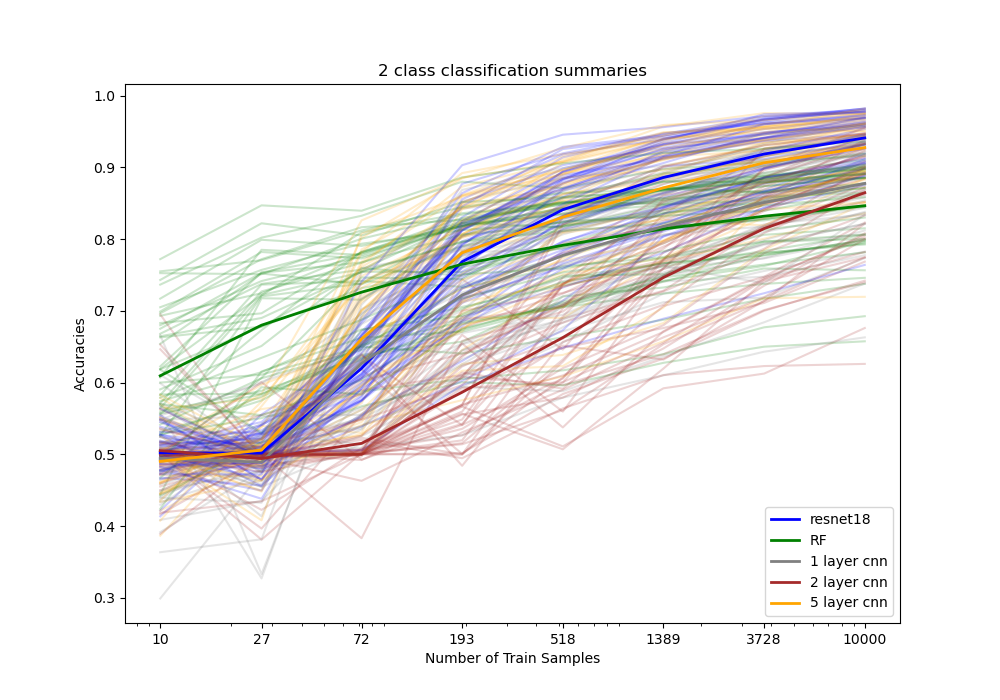 2 class classification summaries
Accuracies
1.0
0.9
0.8
0.7
0.6
0.5
0.4
0.3
10 27 72 193 518 1389 3728 10000
Number of Train Samples
resnet18
RF
1 layer cnn
2 layer cnn
5 layer cnn